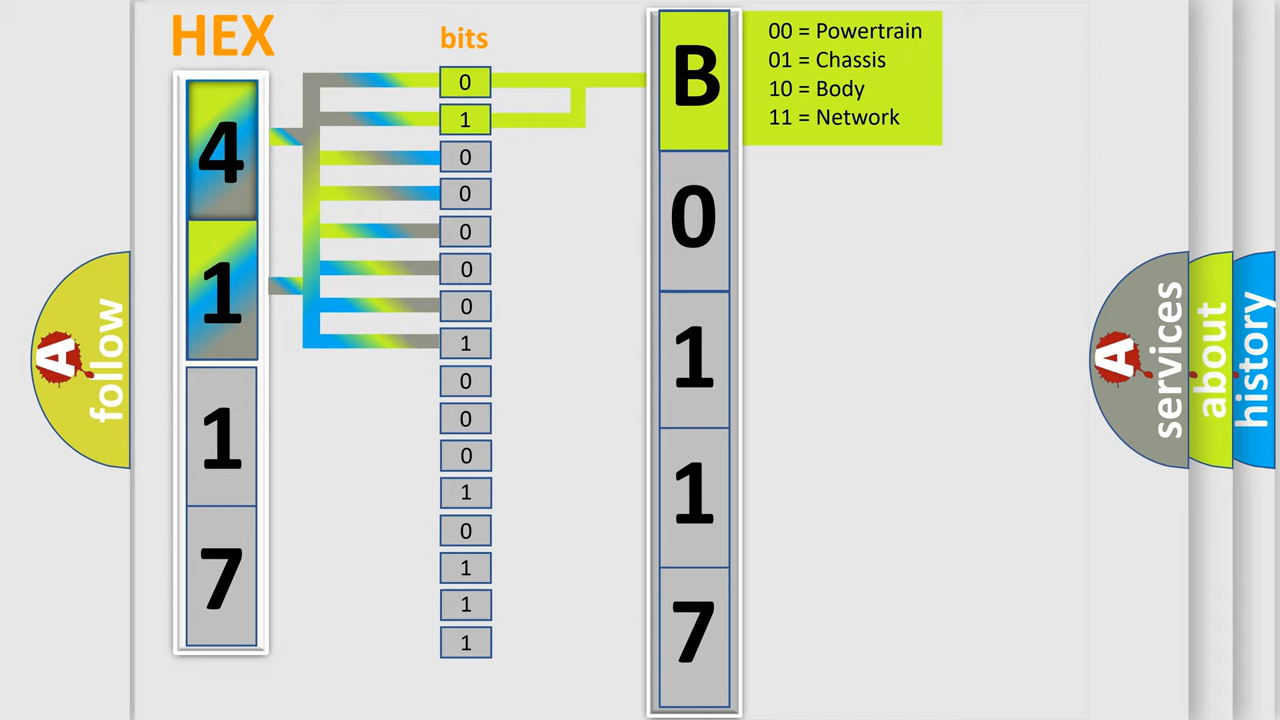 HEX
bits
4
1
1
7
0
1
0
0
0
0
0
1
0
0
0
1
0
1
1
1
B
0
1
1
7
00 = Powertrain
01 = Chassis
10 = Body
11 = Network
A
follow
A
services
about
history